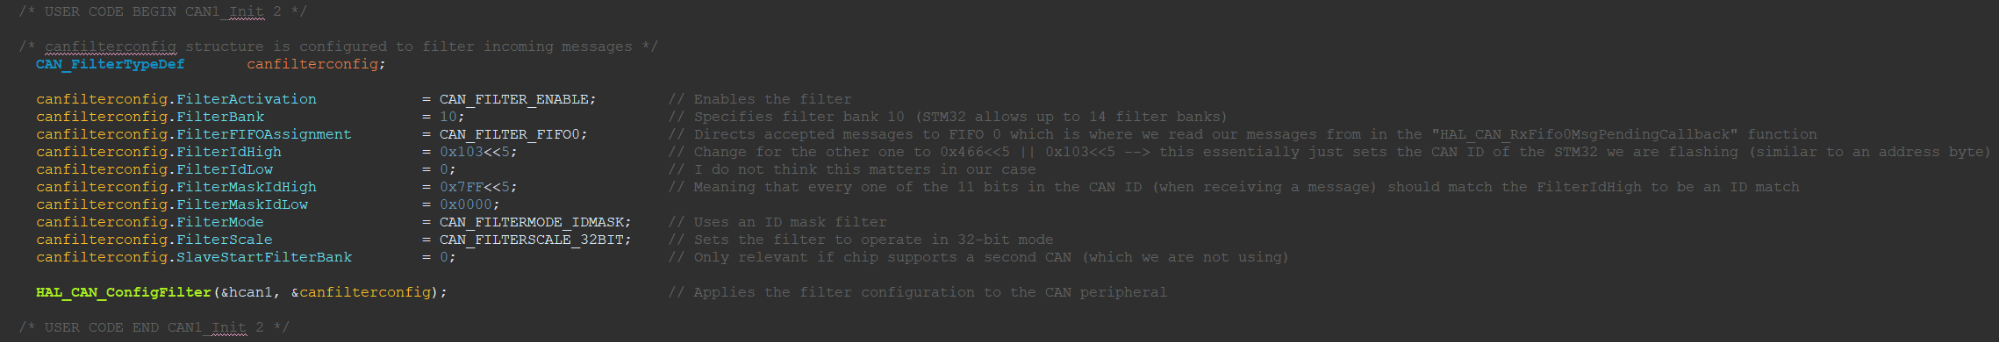 /* USER CODE BEGIN CAN1_Init 2 */
/* canfilterconfig structure is configured to filter incoming messages */
CAN_FilterTypeDef canfilterconfig;
canfilterconfig.FilterActivation = CAN_FILTER_ENABLE; // Enables the filter
canfilterconfig.FilterBank = 10; // Specifies filter bank 10 (STM32 allows up to 14 filter banks)
canfilterconfig.FilterFIFOAssignment = CAN_FILTER_FIFO0; // Directs accepted messages to FIFO 0 which is where we read our messages from in the "HAL_CAN_RxFifo0MsgPendingCallback" function
canfilterconfig.FilterIdHigh = 0x103<<5; // Change for the other one to 0x466<<5 || 0x103<<5 --> this essentially just sets the CAN ID of the STM32 we are flashing (similar to an address byte)
canfilterconfig.FilterIdLow = 0; // I do not think this matters in our case
canfilterconfig.FilterMaskIdHigh = 0x7FF<<5; // Meaning that every one of the 11 bits in the CAN ID (when receiving a message) should match the FilterIdHigh to be an ID match
canfilterconfig.FilterMaskIdLow = 0x0000;
canfilterconfig.FilterMode = CAN_FILTERMODE_IDMASK; // Uses an ID mask filter
canfilterconfig.FilterScale = CAN_FILTERSCALE_32BIT; // Sets the filter to operate in 32-bit mode
canfilterconfig.SlaveStartFilterBank = 0; // Only relevant if chip supports a second CAN (which we are not using)
HAL_CAN_ConfigFilter(&hcan1, &canfilterconfig); // Applies the filter configuration to the CAN peripheral
/* USER CODE END CAN1_Init 2 */